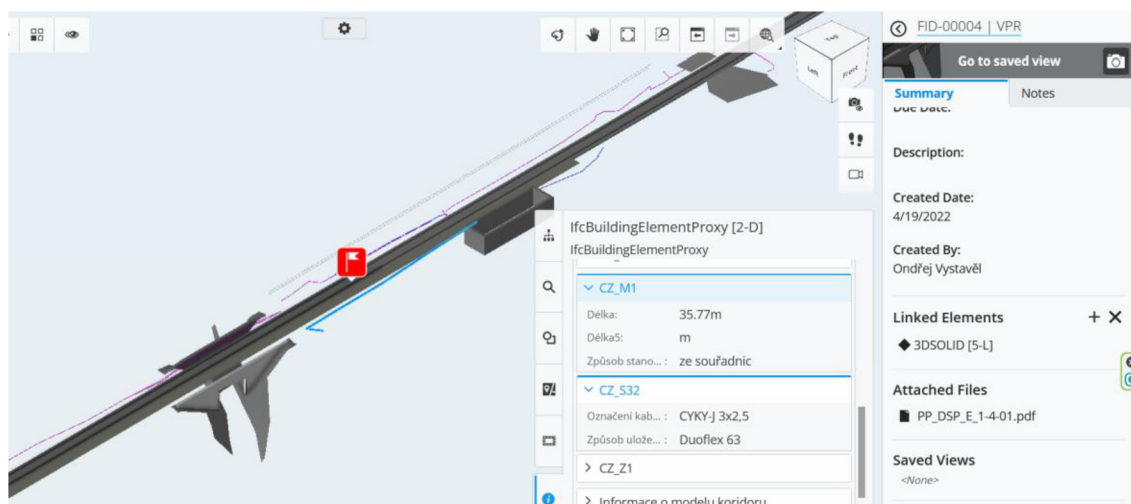 FID-00004 | VPR
Go to saved view
Summary
Notes
Due Date:
Description:
Created Date:
4/19/2022
Created By:
Ondřej Vystavěl
Linked Elements
3DSOLID [5-L]
Attached Files
PP_DSP_E_1-4-01.pdf
Saved Views
<None>
Top
Left
Front
IfcBuildingElementProxy [2-D]
IfcBuildingElementProxy
CZ_M1
Délka: 35.77m
Délka5: m
Způsob stano... : ze souřadnic
CZ_S32
Označení kab... : CYKY-J 3x2,5
Způsob ulože... : Duoflex 63
CZ_Z1
Informace o modelu koridoru